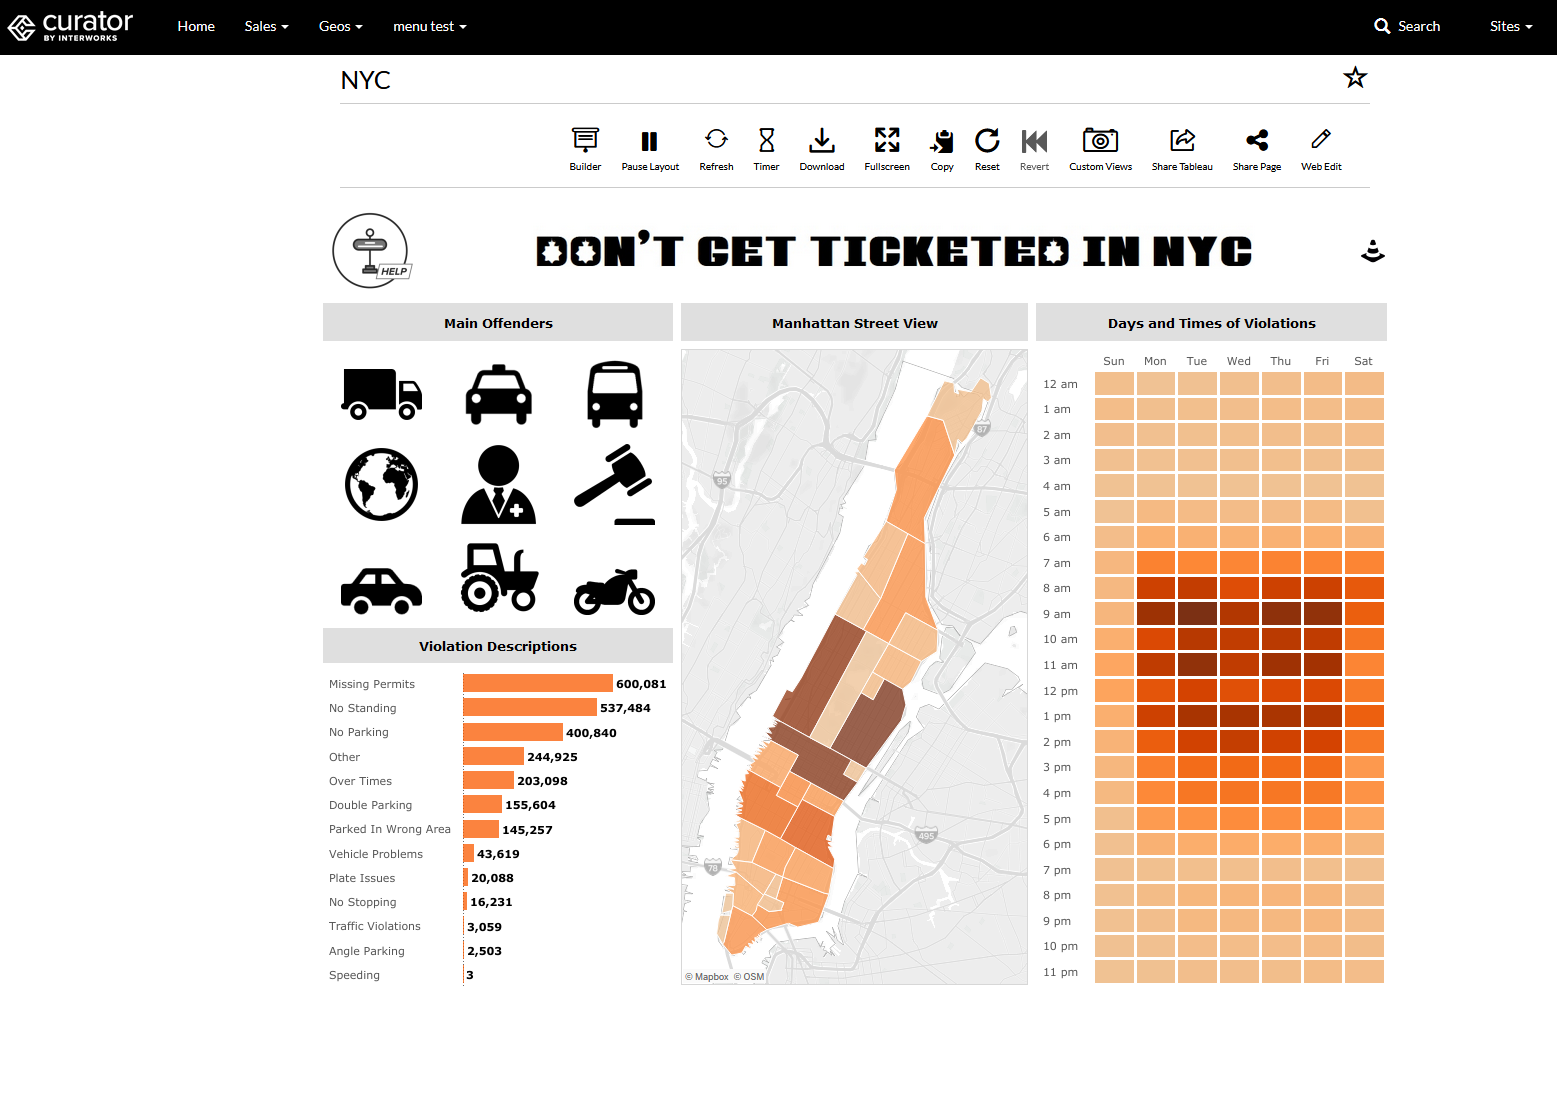 curator
BY INTERWORKS
Home
Sales
Geos
menu test
Search
Sites
NYC
Builder
Pause Layout
Refresh
Timer
Download
Fullscreen
Copy
Reset
Revert
Custom Views
Share Tableau
Share Page
Web Edit
HELP
DON'T GET TICKETED IN NYC
Main Offenders
Violation Descriptions
Missing Permits 600,081
No Standing 537,484
No Parking 400,840
Other 244,925
Over Times 203,098
Double Parking 155,604
Parked In Wrong Area 145,257
Vehicle Problems 43,619
Plate Issues 20,088
No Stopping 16,231
Traffic Violations 3,059
Angle Parking 2,503
Speeding 3
Manhattan Street View
87
95
495
78
© Mapbox © OSM
Days and Times of Violations
Sun Mon Tue Wed Thu Fri Sat
12 am
1 am
2 am
3 am
4 am
5 am
6 am
7 am
8 am
9 am
10 am
11 am
12 pm
1 pm
2 pm
3 pm
4 pm
5 pm
6 pm
7 pm
8 pm
9 pm
10 pm
11 pm